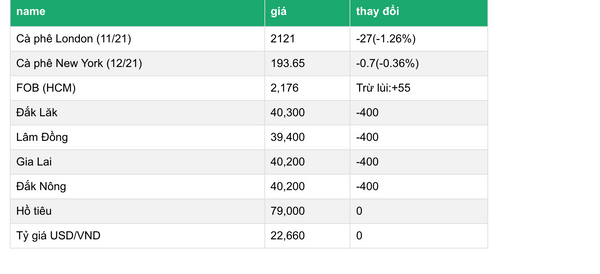 name giá thay đổi
Cà phê London (11/21) 2121 -27(-1.26%)
Cà phê New York (12/21) 193.65 -0.7(-0.36%)
FOB (HCM) 2,176 Trừ lùi:+55
Đắk Lăk 40,300 -400
Lâm Đồng 39,400 -400
Gia Lai 40,200 -400
Đắk Nông 40,200 -400
Hồ tiêu 79,000 0
Tỷ giá USD/VND 22,660 0